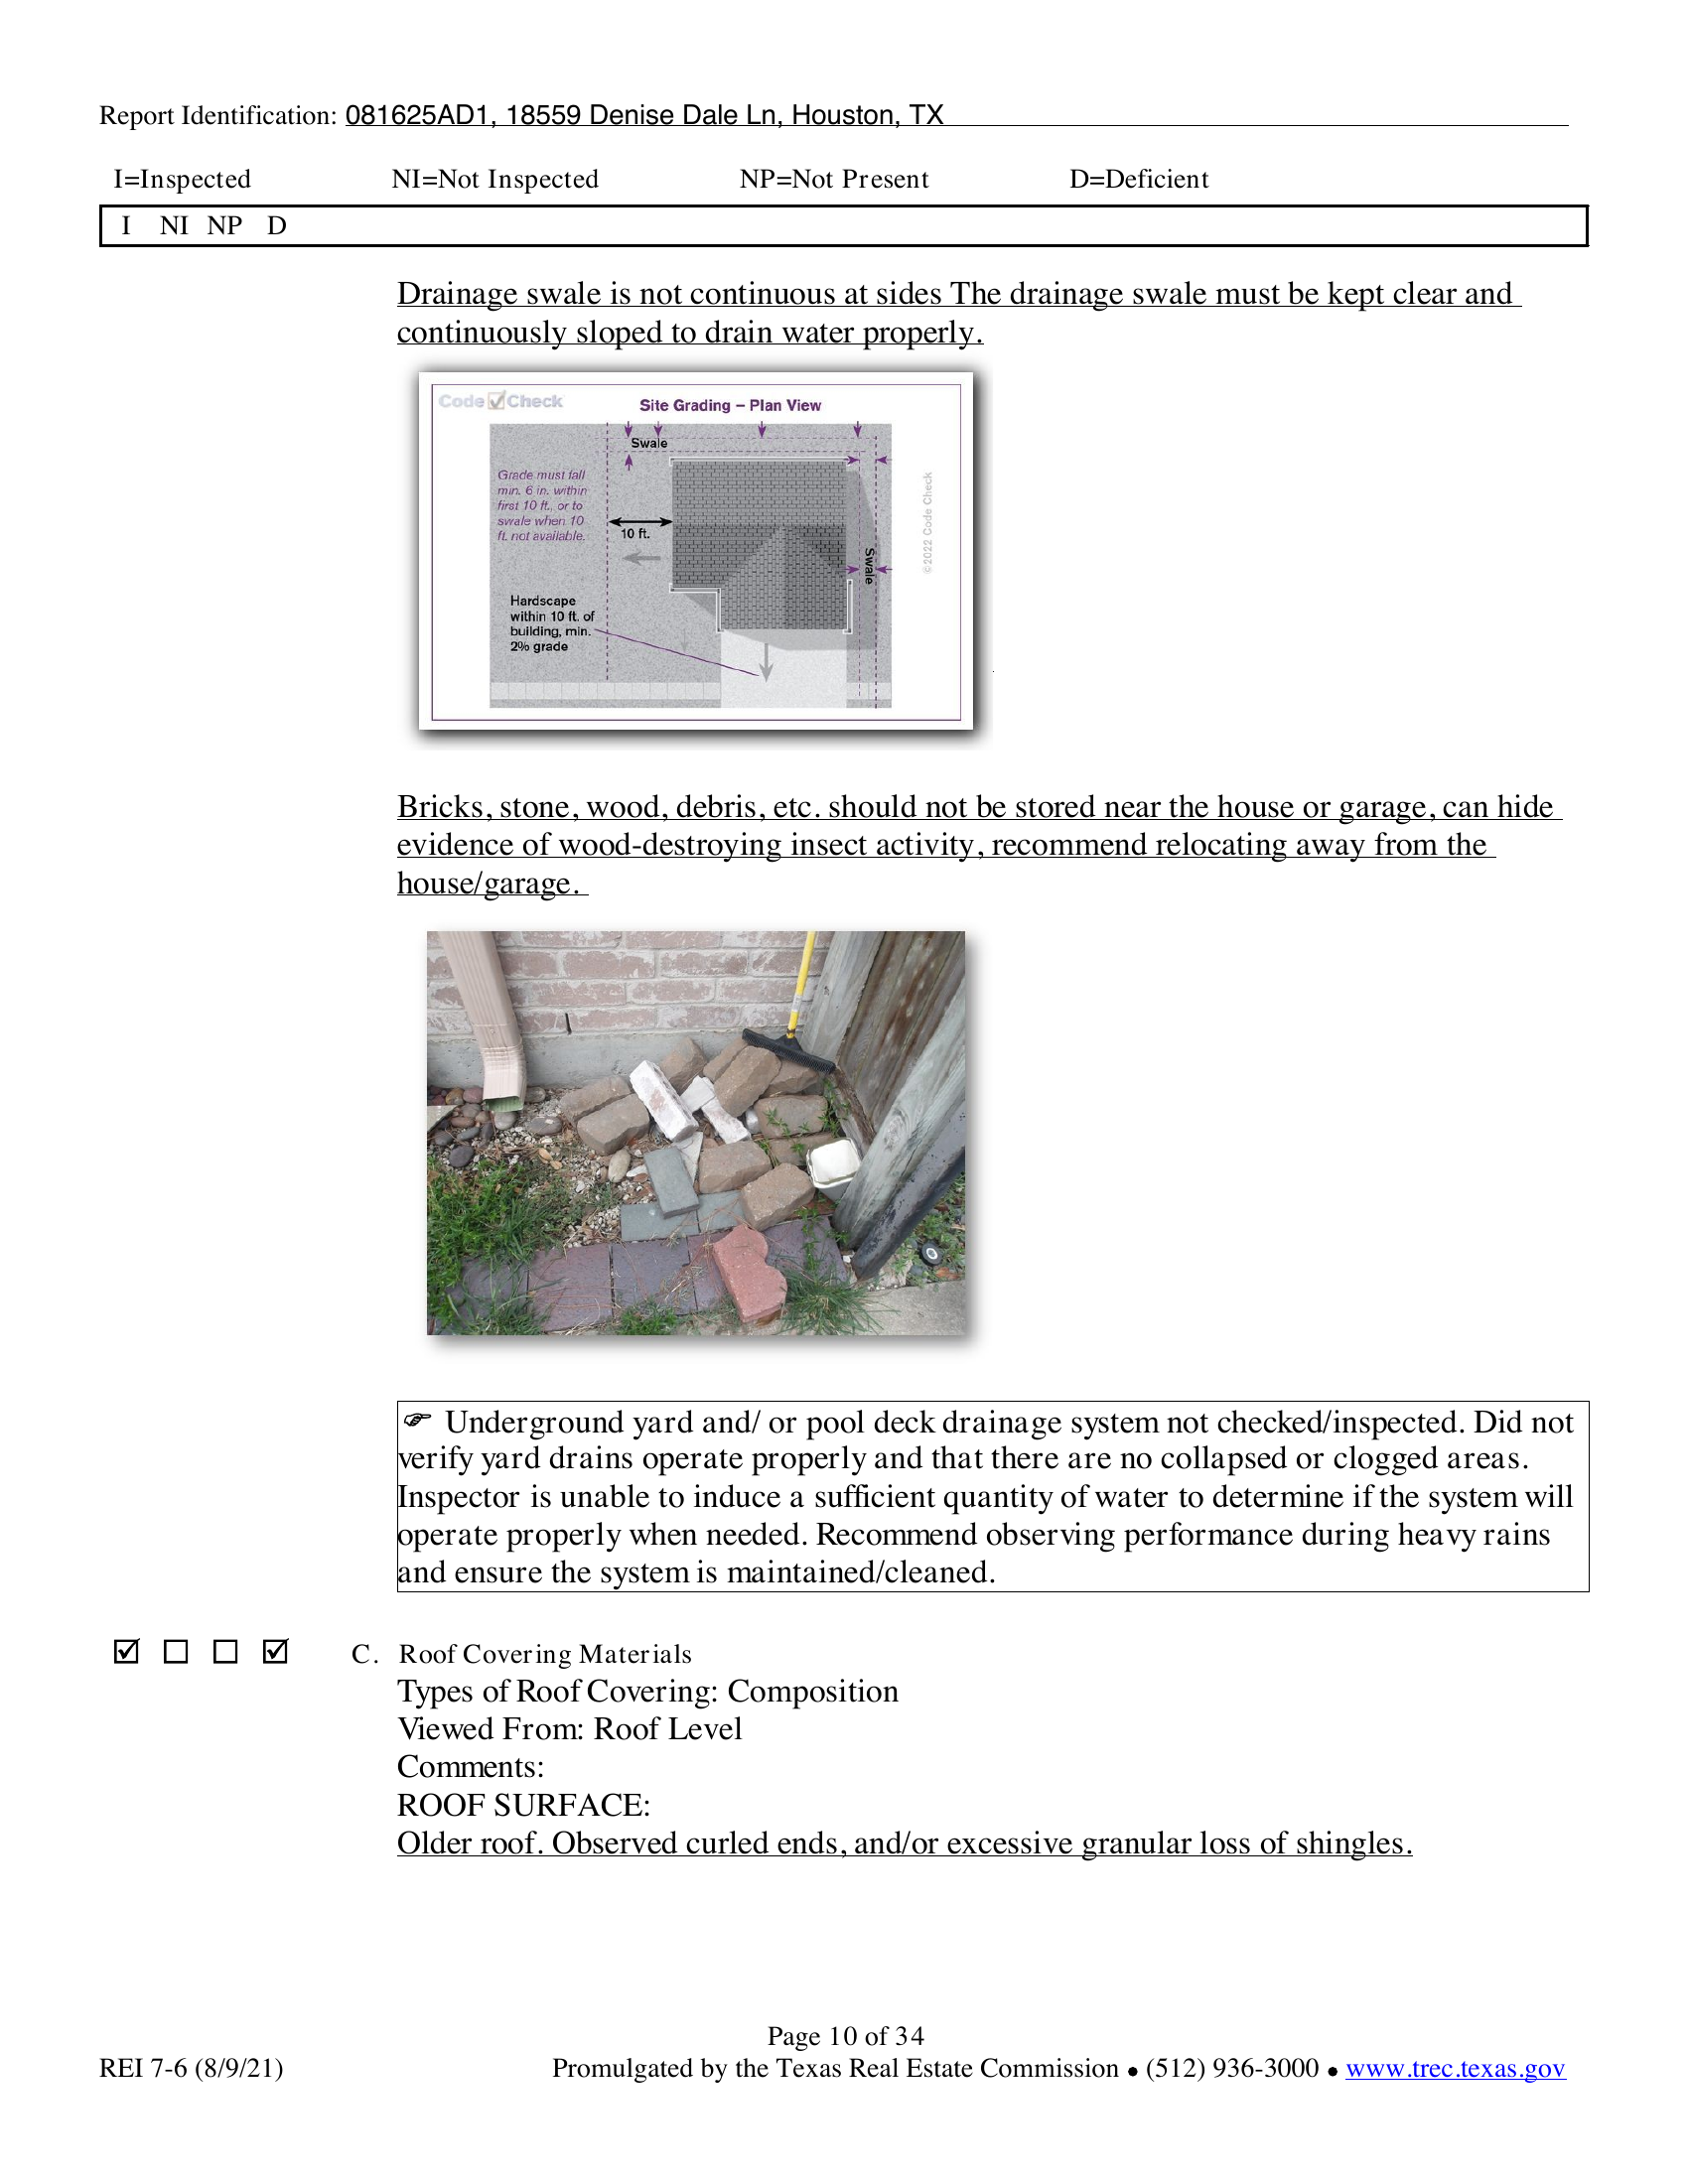 Report Identification: 081625AD1, 18559 Denise Dale Ln, Houston, TX
I=Inspected NI=Not Inspected NP=Not Present D=Deficient
I NI NP D
Drainage swale is not continuous at sides The drainage swale must be kept clear and
continuously sloped to drain water properly.
Code Check
Site Grading – Plan View
Swale
Grade must fall
min. 6 in. within
first 10 ft., or to
swale when 10
ft. not available.
10 ft.
Swale
©2022 Code Check
Hardscape
within 10 ft. of
building, min.
2% grade
Bricks, stone, wood, debris, etc. should not be stored near the house or garage, can hide
evidence of wood-destroying insect activity, recommend relocating away from the
house/garage.
☞ Underground yard and/ or pool deck drainage system not checked/inspected. Did not
verify yard drains operate properly and that there are no collapsed or clogged areas.
Inspector is unable to induce a sufficient quantity of water to determine if the system will
operate properly when needed. Recommend observing performance during heavy rains
and ensure the system is maintained/cleaned.
☑ ☐ ☐ ☑ C. Roof Covering Materials
Types of Roof Covering: Composition
Viewed From: Roof Level
Comments:
ROOF SURFACE:
Older roof. Observed curled ends, and/or excessive granular loss of shingles.
Page 10 of 34
REI 7-6 (8/9/21) Promulgated by the Texas Real Estate Commission • (512) 936-3000 • www.trec.texas.gov